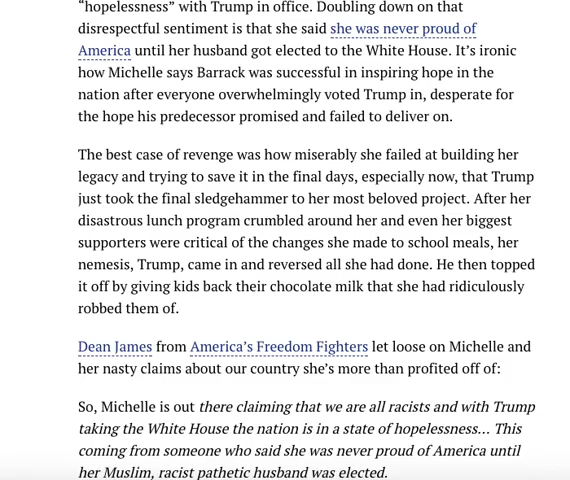 “hopelessness” with Trump in office. Doubling down on that
disrespectful sentiment is that she said she was never proud of
America until her husband got elected to the White House. It’s ironic
how Michelle says Barrack was successful in inspiring hope in the
nation after everyone overwhelmingly voted Trump in, desperate for
the hope his predecessor promised and failed to deliver on.
The best case of revenge was how miserably she failed at building her
legacy and trying to save it in the final days, especially now, that Trump
just took the final sledgehammer to her most beloved project. After her
disastrous lunch program crumbled around her and even her biggest
supporters were critical of the changes she made to school meals, her
nemesis, Trump, came in and reversed all she had done. He then topped
it off by giving kids back their chocolate milk that she had ridiculously
robbed them of.
Dean James from America’s Freedom Fighters let loose on Michelle and
her nasty claims about our country she’s more than profited off of:
So, Michelle is out there claiming that we are all racists and with Trump
taking the White House the nation is in a state of hopelessness… This
coming from someone who said she was never proud of America until
her Muslim, racist pathetic husband was elected.